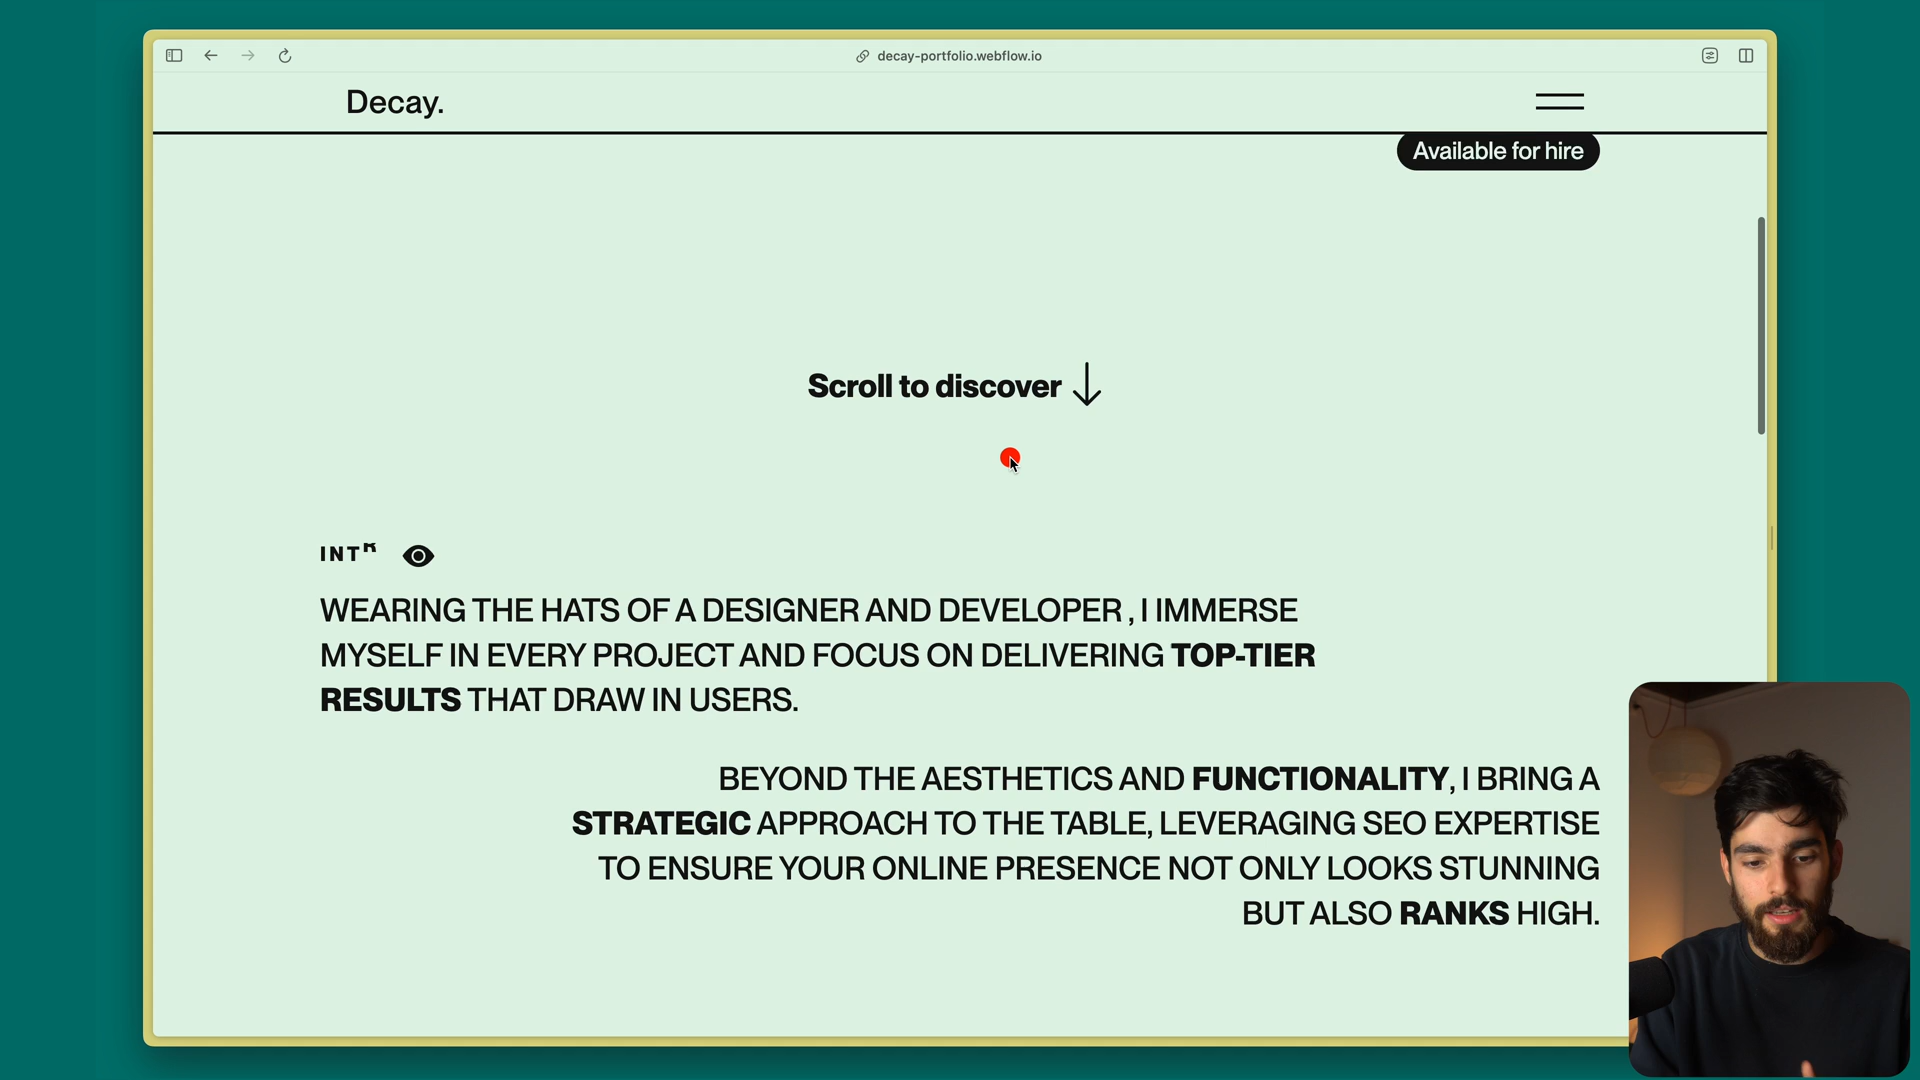 decay-portfolio.webflow.io
Decay.
Available for hire
Scroll to discover
INT
WEARING THE HATS OF A DESIGNER AND DEVELOPER , I IMMERSE
MYSELF IN EVERY PROJECT AND FOCUS ON DELIVERING TOP-TIER
RESULTS THAT DRAW IN USERS.
BEYOND THE AESTHETICS AND FUNCTIONALITY, I BRING A
STRATEGIC APPROACH TO THE TABLE, LEVERAGING SEO EXPERTISE
TO ENSURE YOUR ONLINE PRESENCE NOT ONLY LOOKS STUNNING
BUT ALSO RANKS HIGH.